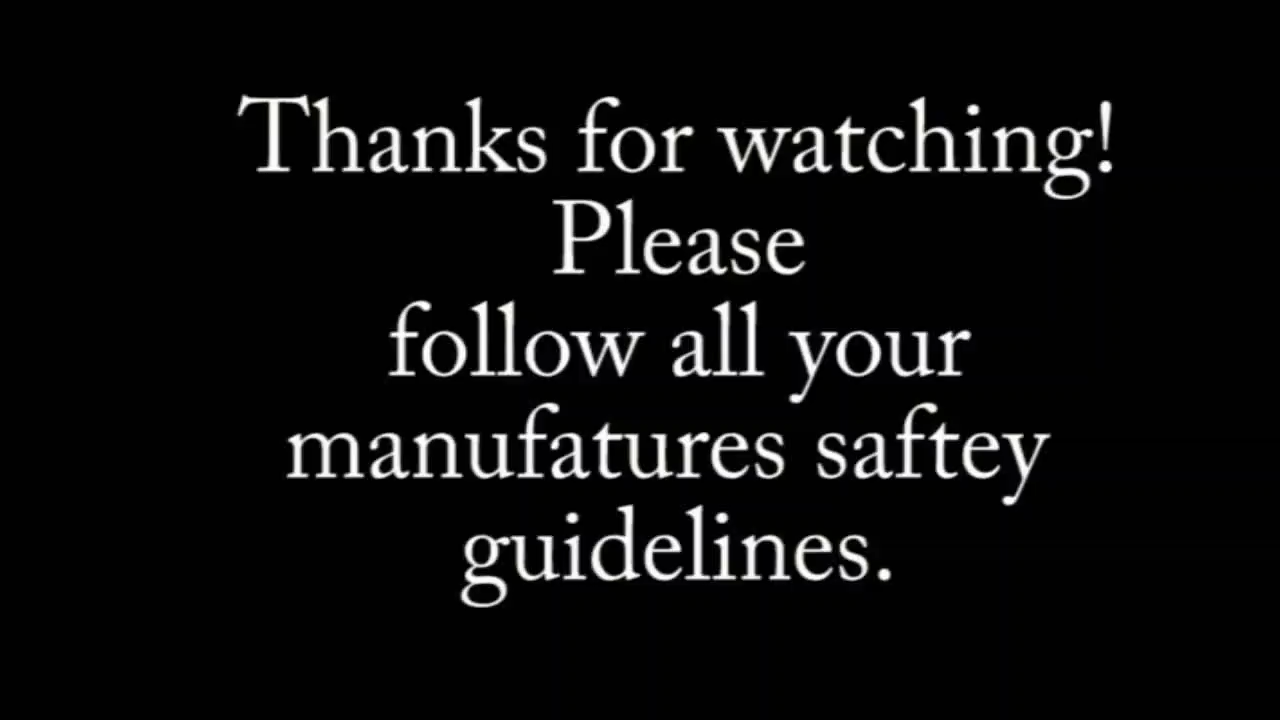 Thanks for watching!
Please
follow all your
manufatures saftey
guidelines.